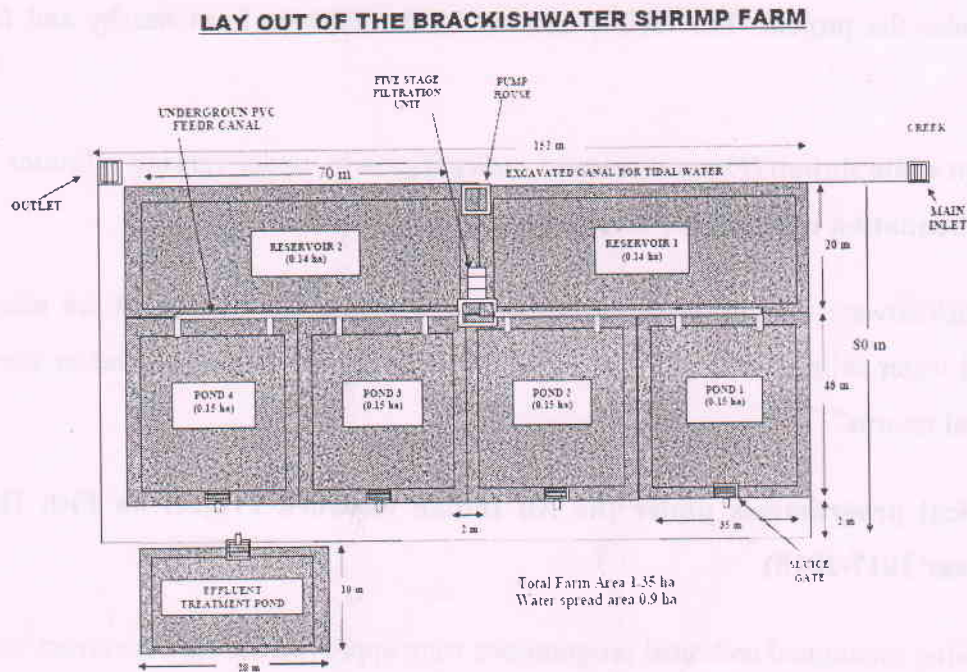 LAY OUT OF THE BRACKISHWATER SHRIMP FARM
FIVE STAGE
FILTRATION
UNIT
PUMP
HOUSE
UNDERGROUN PVC
FEEDR CANAL
CREEK
70 m
EXCAVATED CANAL FOR TIDAL WATER
OUTLET
MAIN
INLET
RESERVOIR 2
(0.14 ha)
RESERVOIR 1
(0.14 ha)
20 m
80 m
POND 4
(0.15 ha)
POND 3
(0.15 ha)
POND 2
(0.15 ha)
POND 1
(0.15 ha)
2 m
35 m
2 m
SLUICE
GATE
EFFLUENT
TREATMENT POND
10 m
Total Farm Area 1.35 ha
Water spread area 0.9 ha